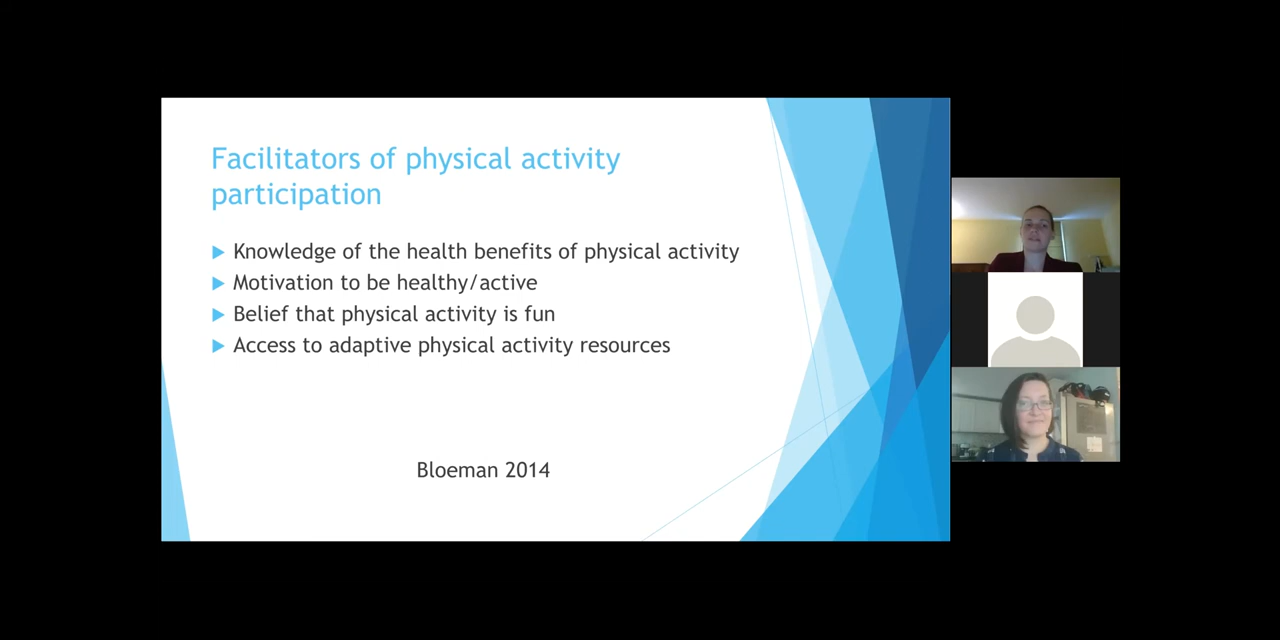 Facilitators of physical activity
participation
Knowledge of the health benefits of physical activity
Motivation to be healthy/active
Belief that physical activity is fun
Access to adaptive physical activity resources
Bloeman 2014